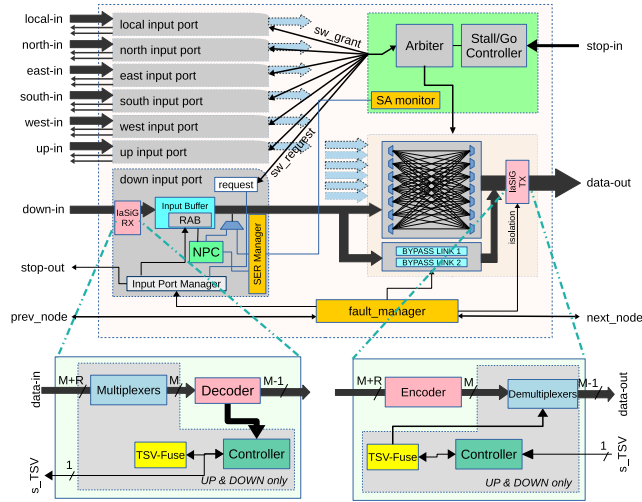 local-in
local input port
north-in
north input port
east-in
east input port
south-in
south input port
west-in
west input port
up-in
up input port
sw_grant
sw_request
Arbiter
Stall/Go
Controller
stop-in
SA monitor
down input port
request
down-in
IaSiG
RX
Input Buffer
RAB
NPC
SER Manager
stop-out
Input Port Manager
IaSiG
TX
data-out
isolation
BYPASS LINK 1
BYPASS LINK 2
fault_manager
prev_node
next_node
data-in
M+R
Multiplexers
M
Decoder
M-1
TSV-Fuse
Controller
1
s_TSV
UP & DOWN only
M+R
Encoder
M
Demultiplexers
M-1
data-out
TSV-Fuse
Controller
1
s_TSV
UP & DOWN only